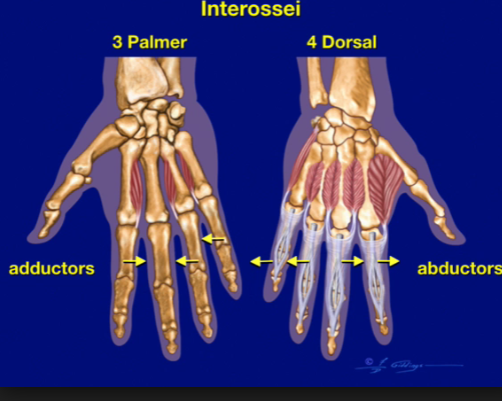 Interossei
3 Palmer
4 Dorsal
adductors
abductors
©